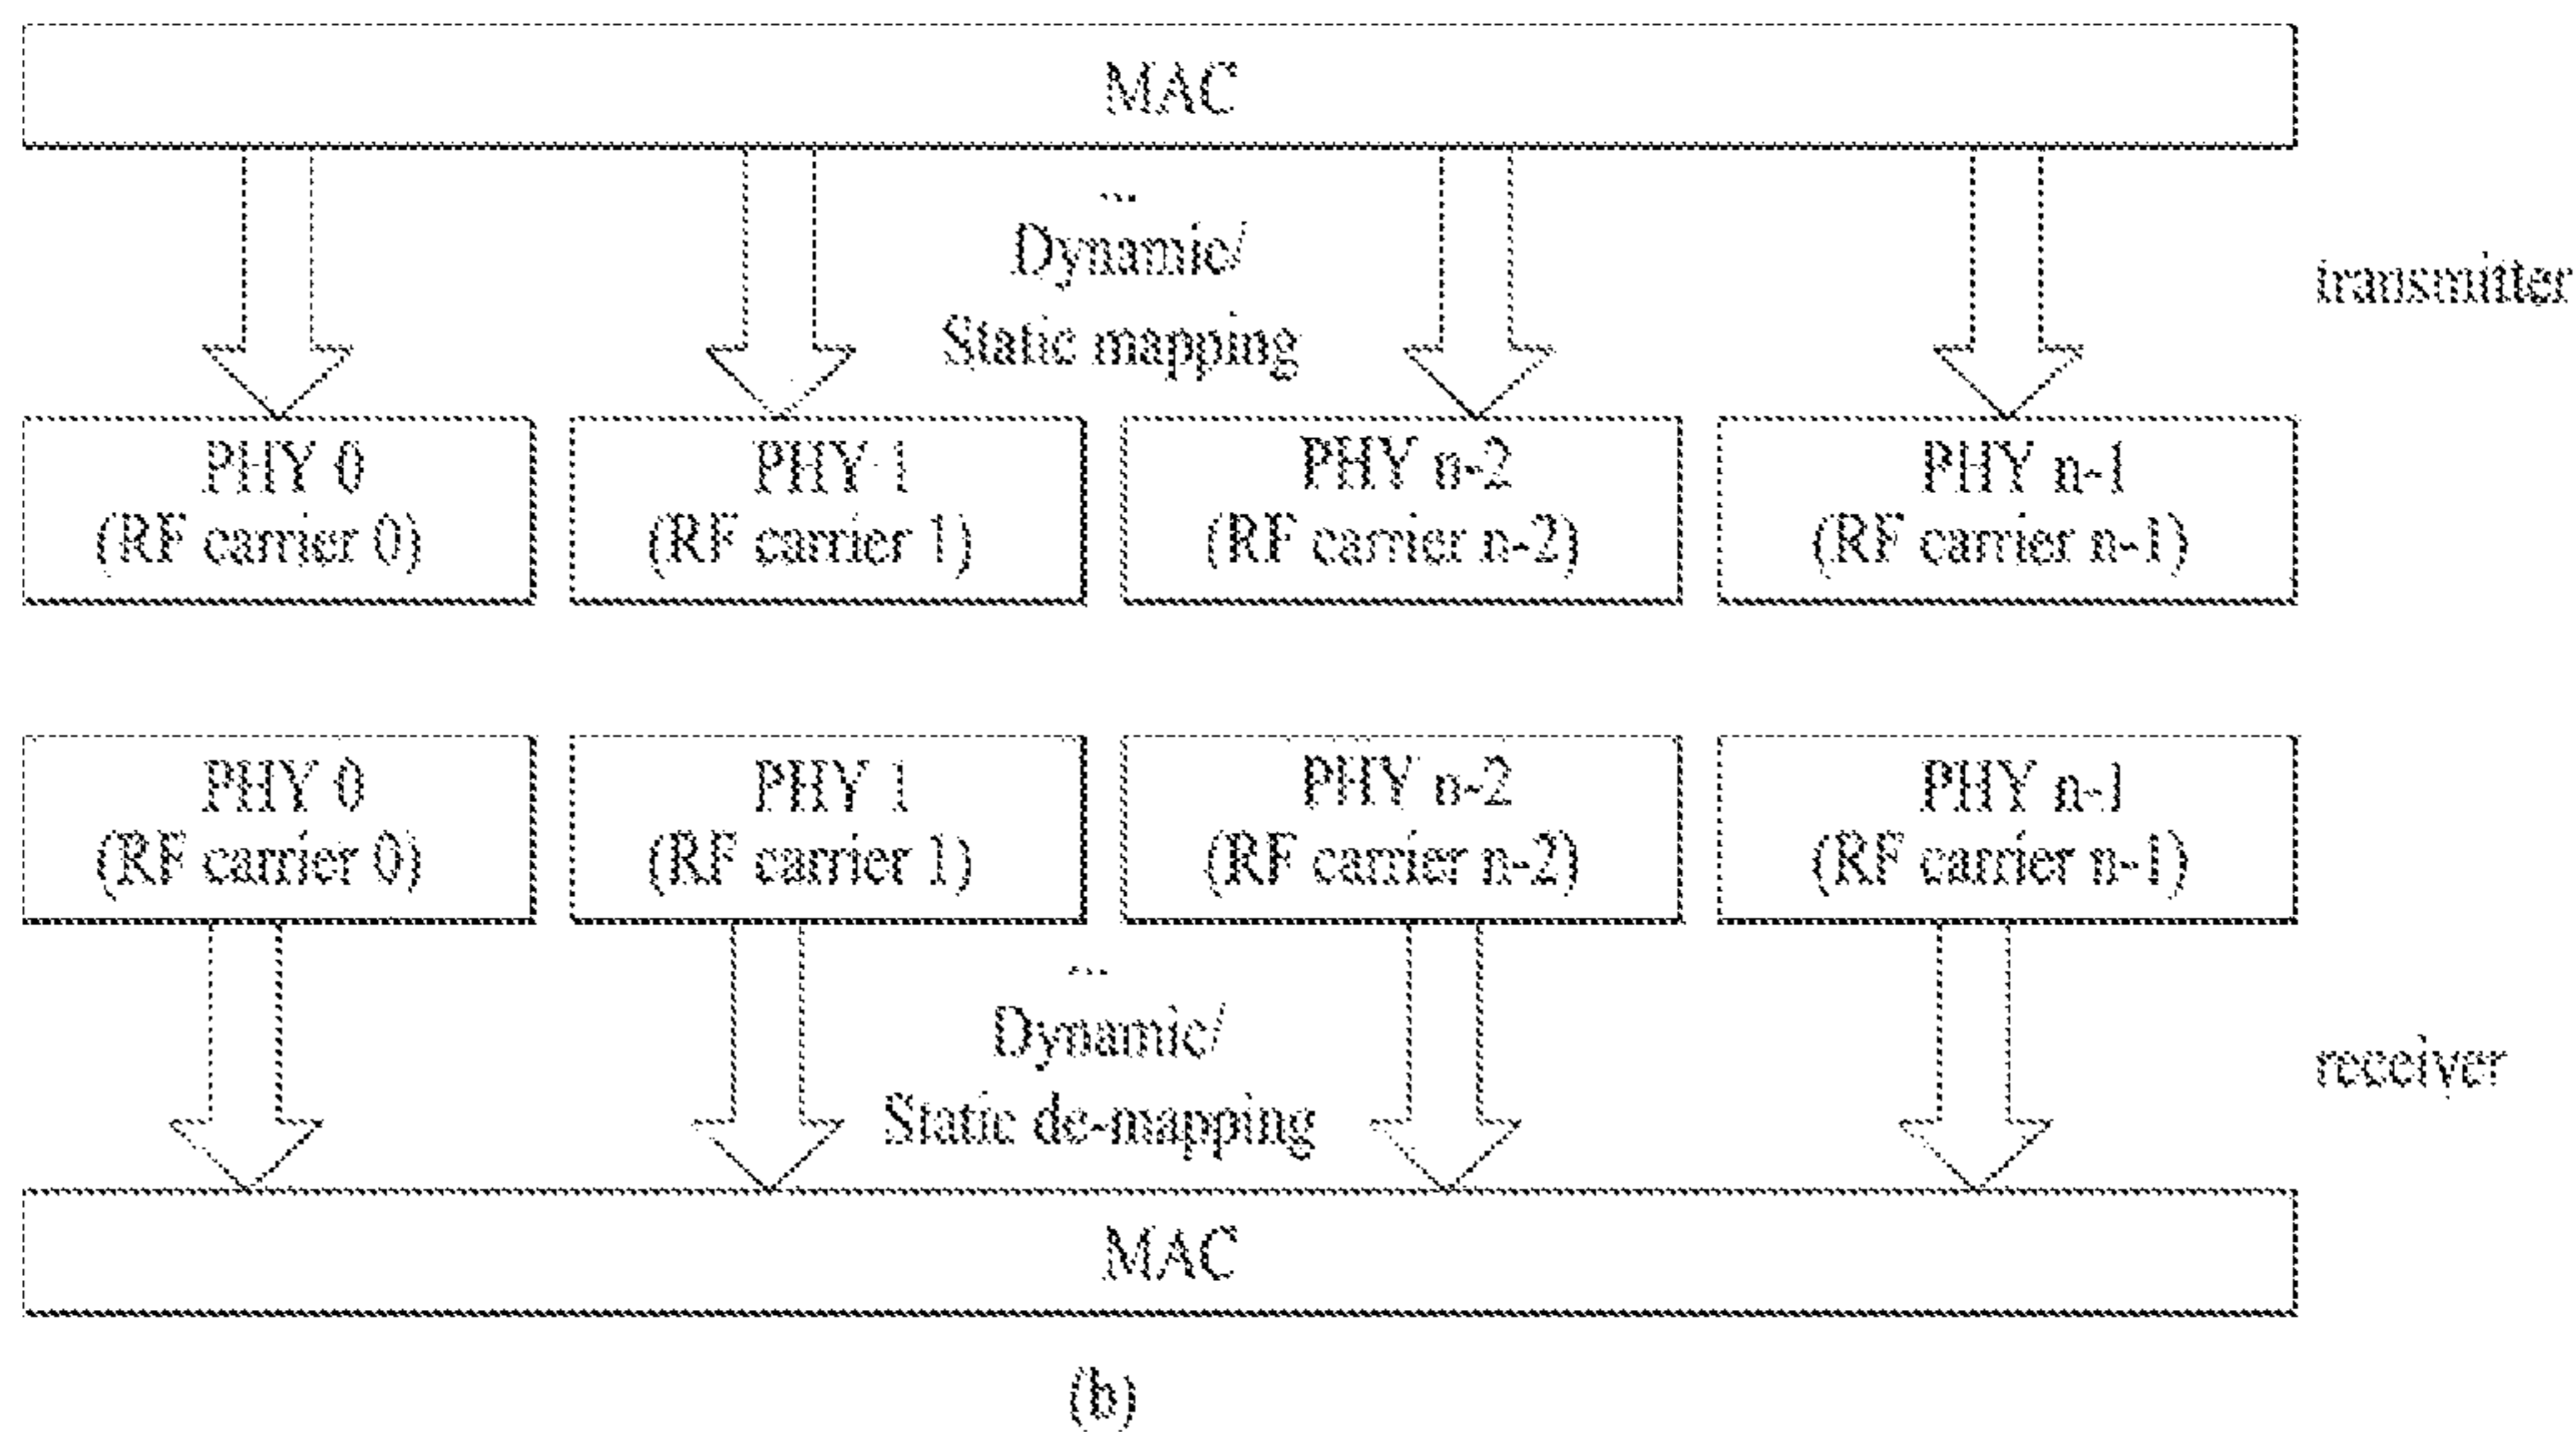 MAC
...
Dynamic/
Static mapping
transmitter
PHY 0
(RF carrier 0)
PHY 1
(RF carrier 1)
PHY n-2
(RF carrier n-2)
PHY n-1
(RF carrier n-1)
PHY 0
(RF carrier 0)
PHY 1
(RF carrier 1)
PHY n-2
(RF carrier n-2)
PHY n-1
(RF carrier n-1)
...
Dynamic/
Static de-mapping
receiver
MAC
(b)